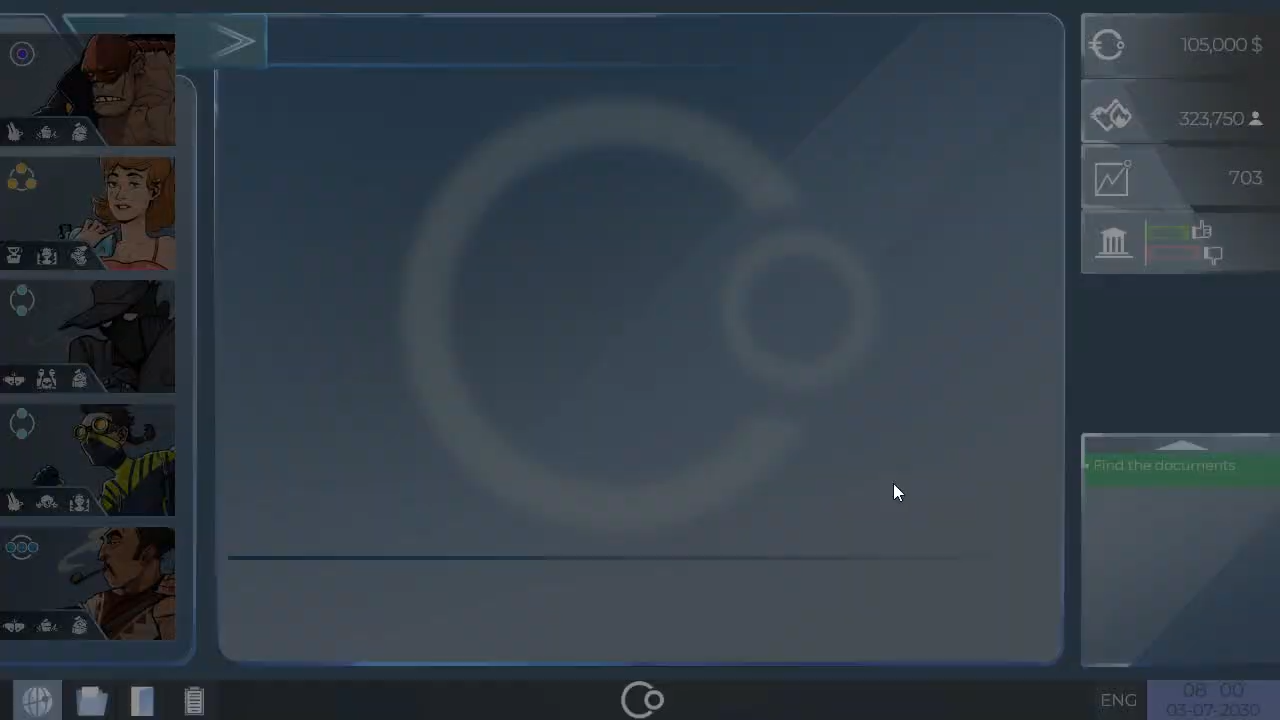 105,000 $
323,750
703
Find the documents
ENG
08 00
03-07-2030